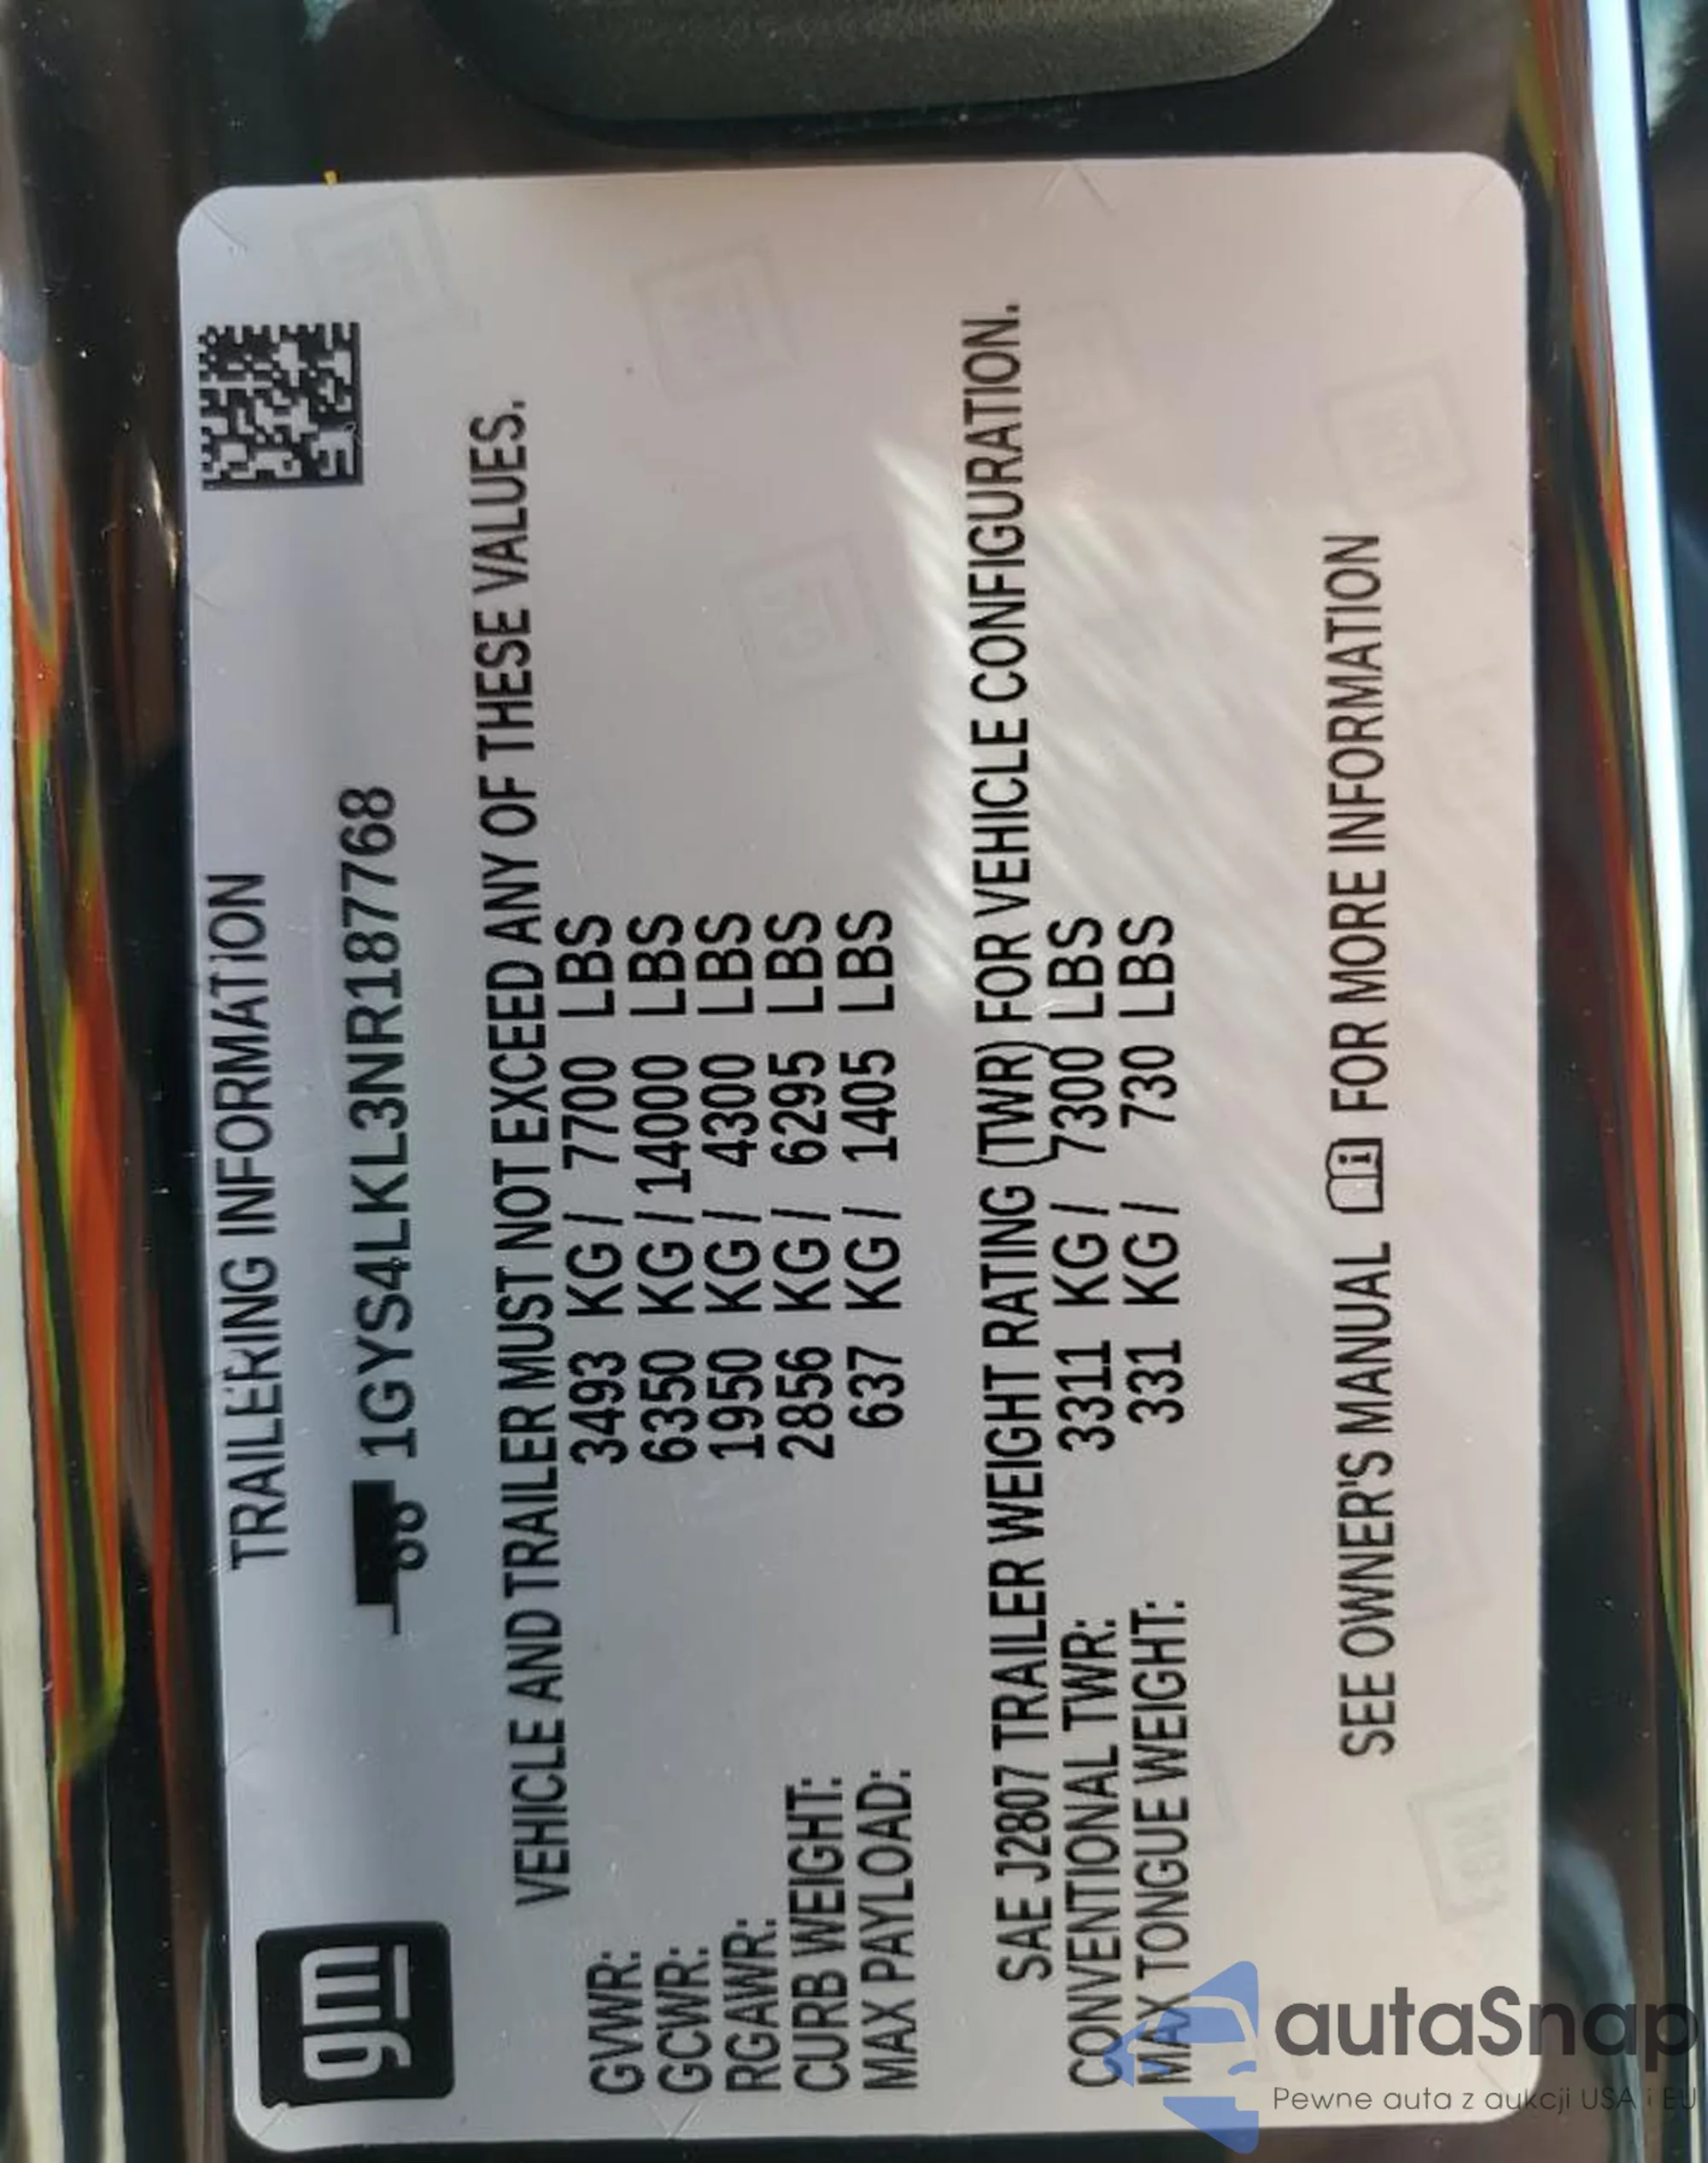 gm
TRAILERING INFORMATION
1GYS4LKL3NR187768
VEHICLE AND TRAILER MUST NOT EXCEED ANY OF THESE VALUES.
GVWR: 3493 KG / 7700 LBS
GCWR: 6350 KG / 14000 LBS
RGAWR: 1950 KG / 4300 LBS
CURB WEIGHT: 2856 KG / 6295 LBS
MAX PAYLOAD: 637 KG / 1405 LBS
SAE J2807 TRAILER WEIGHT RATING (TWR) FOR VEHICLE CONFIGURATION.
CONVENTIONAL TWR: 3311 KG / 7300 LBS
MAX TONGUE WEIGHT: 331 KG / 730 LBS
SEE OWNER'S MANUAL FOR MORE INFORMATION
autaSnap
Pewne auta z aukcji USA i EU